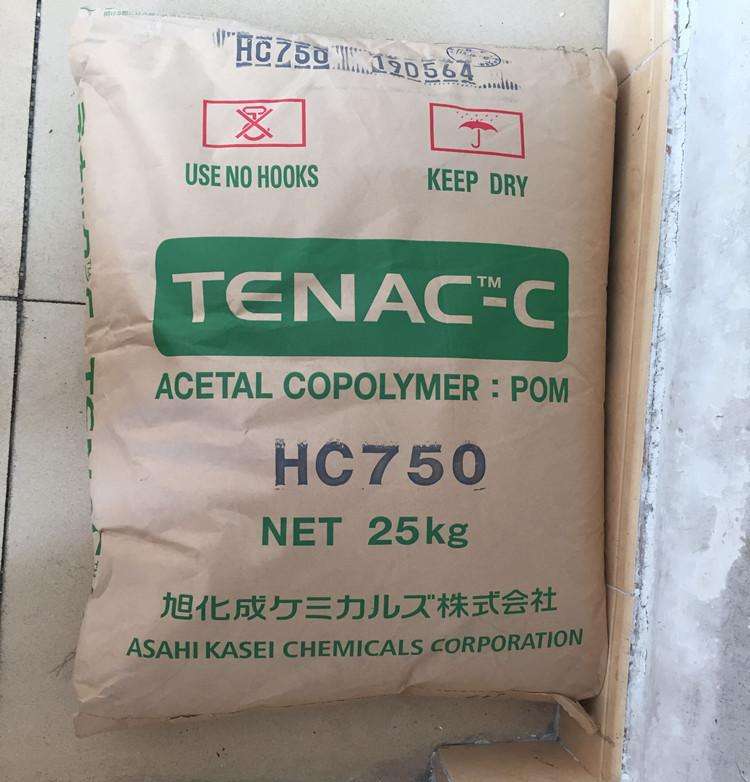 HC750 190564
USE NO HOOKS
KEEP DRY
TENAC™-C
ACETAL COPOLYMER : POM
HC750
NET 25kg
旭化成ケミカルズ株式会社
ASAHI KASEI CHEMICALS CORPORATION